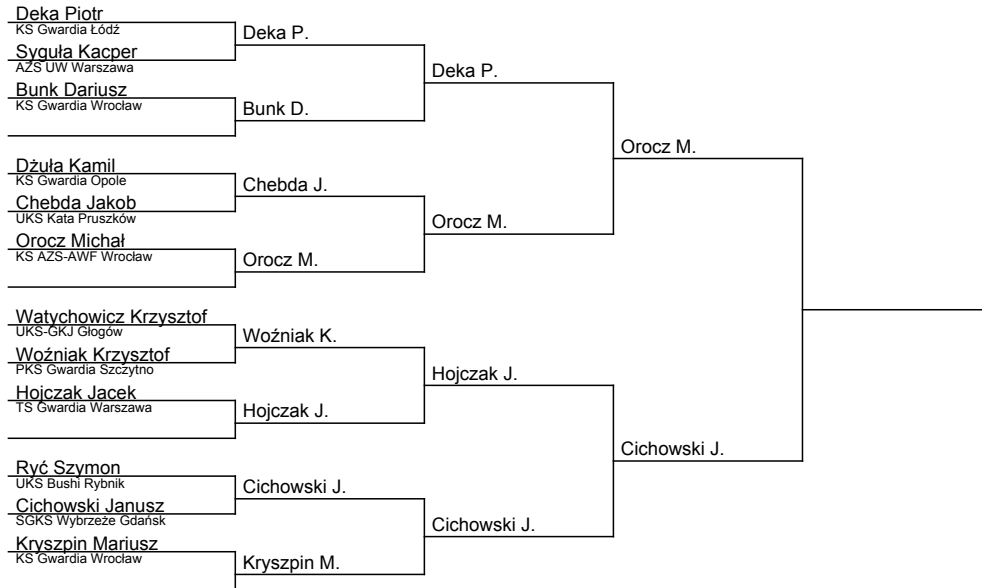 Deka Piotr
KS Gwardia Łódź
Syguła Kacper
AZS UW Warszawa
Bunk Dariusz
KS Gwardia Wrocław
Dżuła Kamil
KS Gwardia Opole
Chebda Jakob
UKS Kata Pruszków
Orocz Michał
KS AZS-AWF Wrocław
Watychowicz Krzysztof
UKS-GKJ Głogów
Woźniak Krzysztof
PKS Gwardia Szczytno
Hojczak Jacek
TS Gwardia Warszawa
Ryć Szymon
UKS Bushi Rybnik
Cichowski Janusz
SGKS Wybrzeże Gdańsk
Kryszpin Mariusz
KS Gwardia Wrocław
Deka P.
Bunk D.
Chebda J.
Orocz M.
Woźniak K.
Hojczak J.
Cichowski J.
Kryszpin M.
Deka P.
Orocz M.
Hojczak J.
Cichowski J.
Orocz M.
Cichowski J.